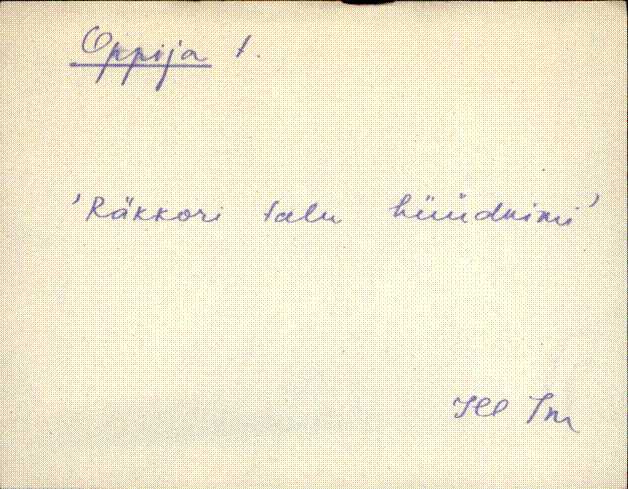 Oppija t.
'Räkkori talu hüüdnimi'